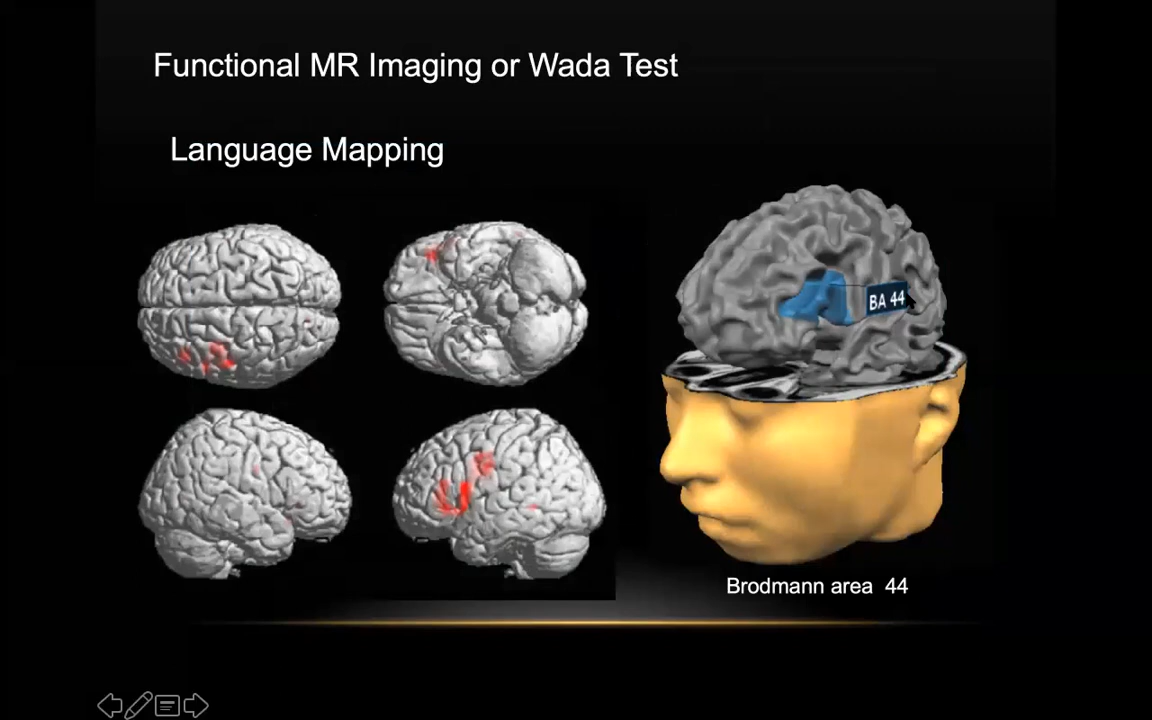 Functional MR Imaging or Wada Test
Language Mapping
BA 44
Brodmann area 44